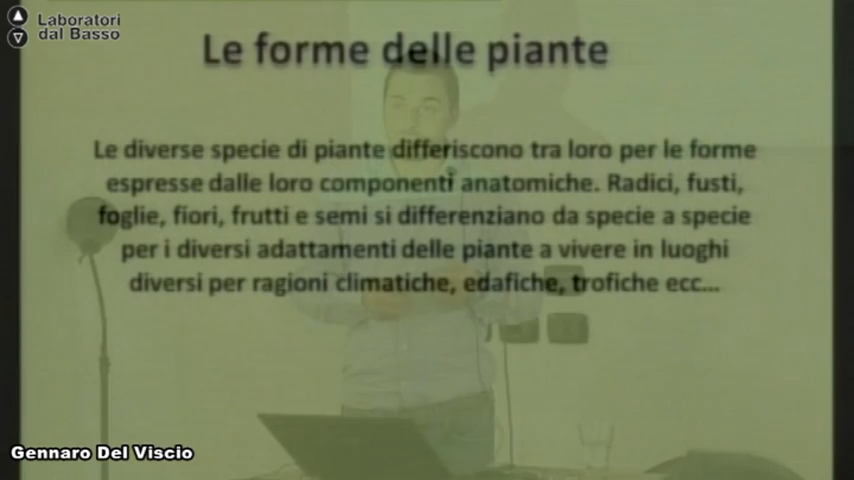 Laboratori
dal Basso
Le forme delle piante
Le diverse specie di piante differiscono tra loro per le forme
espresse dalle loro componenti anatomiche. Radici, fusti,
foglie, fiori, frutti e semi si differenziano da specie a specie
per i diversi adattamenti delle piante a vivere in luoghi
diversi per ragioni climatiche, edafiche, trofiche ecc...
Gennaro Del Viscio